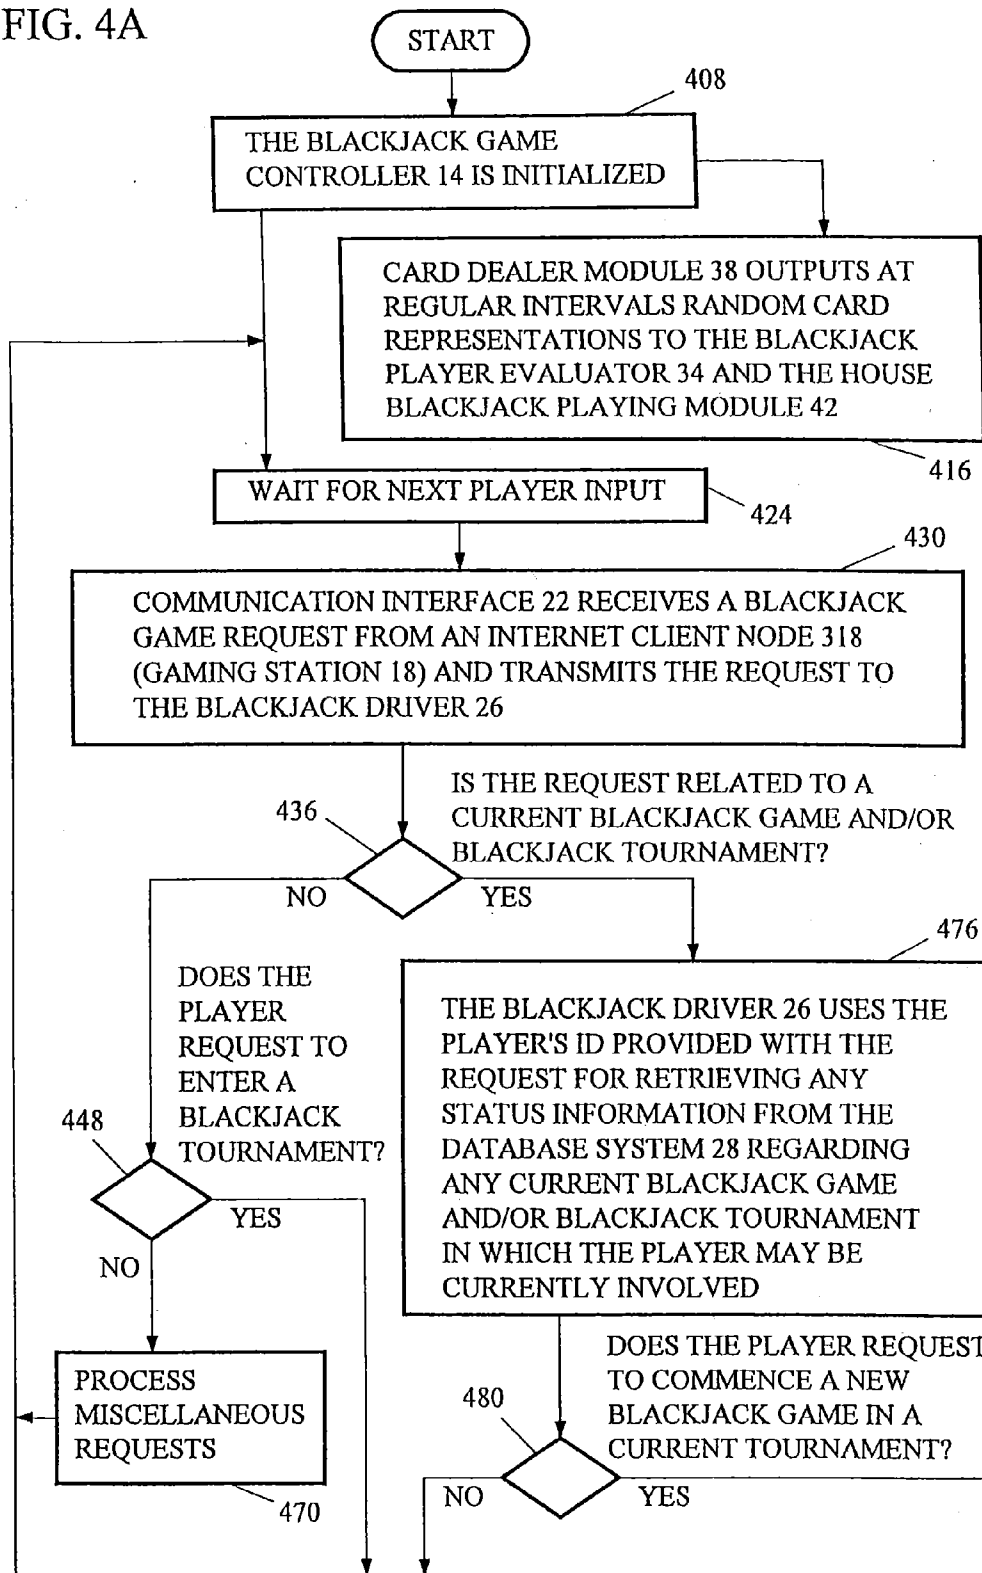 FIG. 4A
START
408
THE BLACKJACK GAME
CONTROLLER 14 IS INITIALIZED
CARD DEALER MODULE 38 OUTPUTS AT
REGULAR INTERVALS RANDOM CARD
REPRESENTATIONS TO THE BLACKJACK
PLAYER EVALUATOR 34 AND THE HOUSE
BLACKJACK PLAYING MODULE 42
416
WAIT FOR NEXT PLAYER INPUT
424
430
COMMUNICATION INTERFACE 22 RECEIVES A BLACKJACK
GAME REQUEST FROM AN INTERNET CLIENT NODE 318
(GAMING STATION 18) AND TRANSMITS THE REQUEST TO
THE BLACKJACK DRIVER 26
IS THE REQUEST RELATED TO A
CURRENT BLACKJACK GAME AND/OR
BLACKJACK TOURNAMENT?
436
NO
YES
476
DOES THE
PLAYER
REQUEST TO
ENTER A
BLACKJACK
TOURNAMENT?
448
YES
NO
THE BLACKJACK DRIVER 26 USES THE
PLAYER'S ID PROVIDED WITH THE
REQUEST FOR RETRIEVING ANY
STATUS INFORMATION FROM THE
DATABASE SYSTEM 28 REGARDING
ANY CURRENT BLACKJACK GAME
AND/OR BLACKJACK TOURNAMENT
IN WHICH THE PLAYER MAY BE
CURRENTLY INVOLVED
PROCESS
MISCELLANEOUS
REQUESTS
470
DOES THE PLAYER REQUEST
TO COMMENCE A NEW
BLACKJACK GAME IN A
CURRENT TOURNAMENT?
480
NO
YES